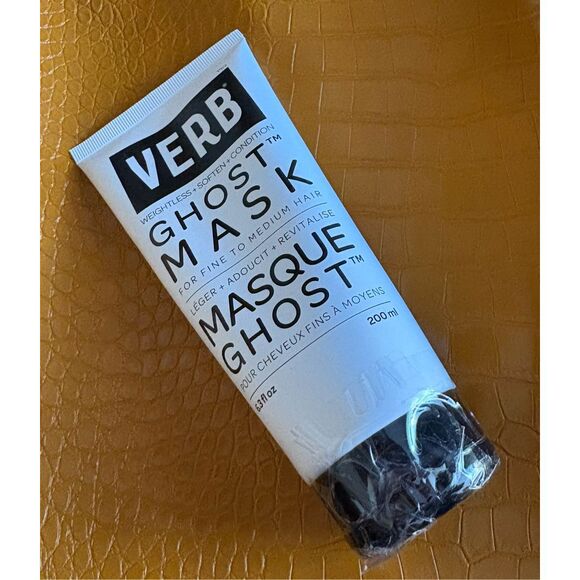 VERB
WEIGHTLESS + SOFTEN + CONDITION
GHOST™
MASK
FOR FINE TO MEDIUM HAIR
LÉGER + ADOUCIT + REVITALISE
MASQUE
GHOST™
POUR CHEVEUX FINS À MOYENS
6.3 fl oz
200 ml